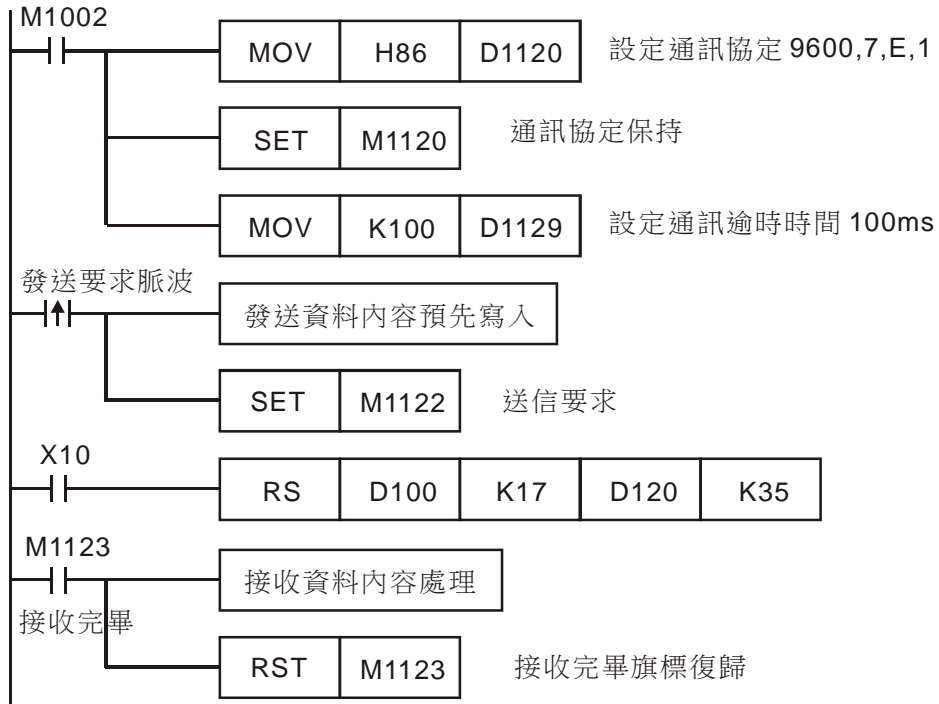 M1002
MOV H86 D1120 設定通訊協定 9600,7,E,1
SET M1120 通訊協定保持
MOV K100 D1129 設定通訊逾時時間 100ms
發送要求脈波
發送資料內容預先寫入
SET M1122 送信要求
X10
RS D100 K17 D120 K35
M1123
接收資料內容處理
接收完畢
RST M1123 接收完畢旗標復歸